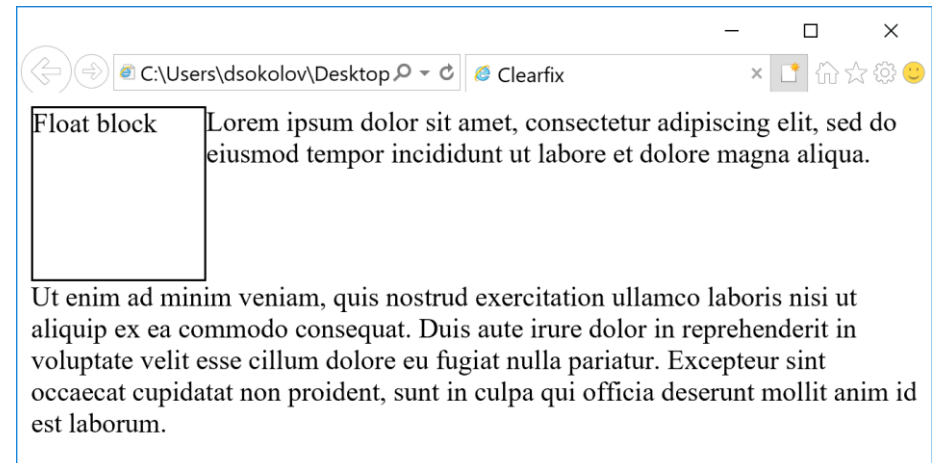 C:\Users\dsokolov\Desktop
Clearfix
Float block
Lorem ipsum dolor sit amet, consectetur adipiscing elit, sed do
eiusmod tempor incididunt ut labore et dolore magna aliqua.
Ut enim ad minim veniam, quis nostrud exercitation ullamco laboris nisi ut
aliquip ex ea commodo consequat. Duis aute irure dolor in reprehenderit in
voluptate velit esse cillum dolore eu fugiat nulla pariatur. Excepteur sint
occaecat cupidatat non proident, sunt in culpa qui officia deserunt mollit anim id
est laborum.